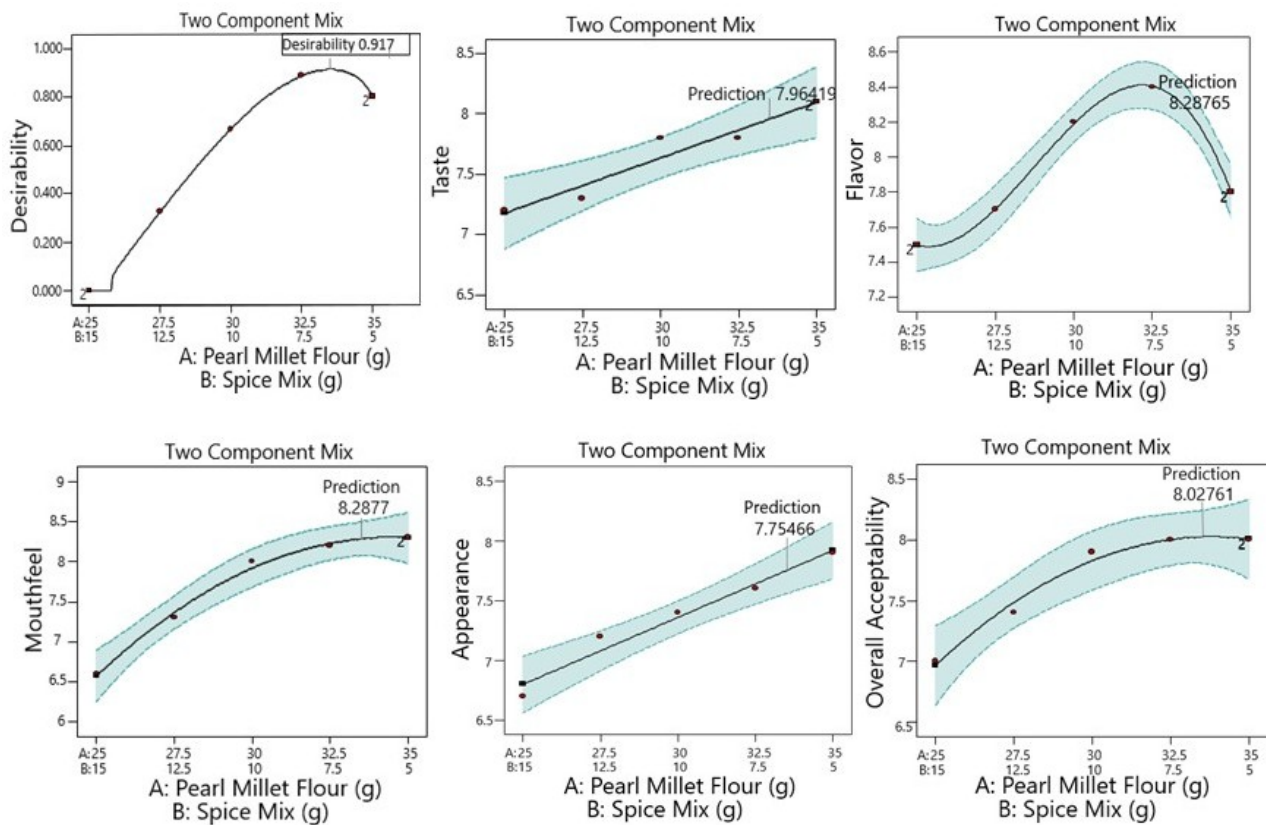 Two Component Mix
Desirability 0.917
1.000
0.800
0.600
0.400
0.200
0.000
Desirability
2
2
A:25 27.5 30 32.5 35
B:15 12.5 10 7.5 5
A: Pearl Millet Flour (g)
B: Spice Mix (g)
Two Component Mix
Prediction 7.96419
8.5
8
7.5
7
6.5
Taste
2
A:25 27.5 30 32.5 35
B:15 12.5 10 7.5 5
A: Pearl Millet Flour (g)
B: Spice Mix (g)
Two Component Mix
Prediction
8.28765
8.6
8.4
8.2
8
7.8
7.6
7.4
7.2
Flavor
2
2
A:25 27.5 30 32.5 35
B:15 12.5 10 7.5 5
A: Pearl Millet Flour (g)
B: Spice Mix (g)
Two Component Mix
Prediction
8.2877
9
8.5
8
7.5
7
6.5
6
Mouthfeel
2
A:25 27.5 30 32.5 35
B:15 12.5 10 7.5 5
A: Pearl Millet Flour (g)
B: Spice Mix (g)
Two Component Mix
Prediction
7.75466
8.5
8
7.5
7
6.5
Appearance
A:25 27.5 30 32.5 35
B:15 12.5 10 7.5 5
A: Pearl Millet Flour (g)
B: Spice Mix (g)
Two Component Mix
Prediction
8.02761
8.5
8
7.5
7
6.5
Overall Acceptability
2
A:25 27.5 30 32.5 35
B:15 12.5 10 7.5 5
A: Pearl Millet Flour (g)
B: Spice Mix (g)